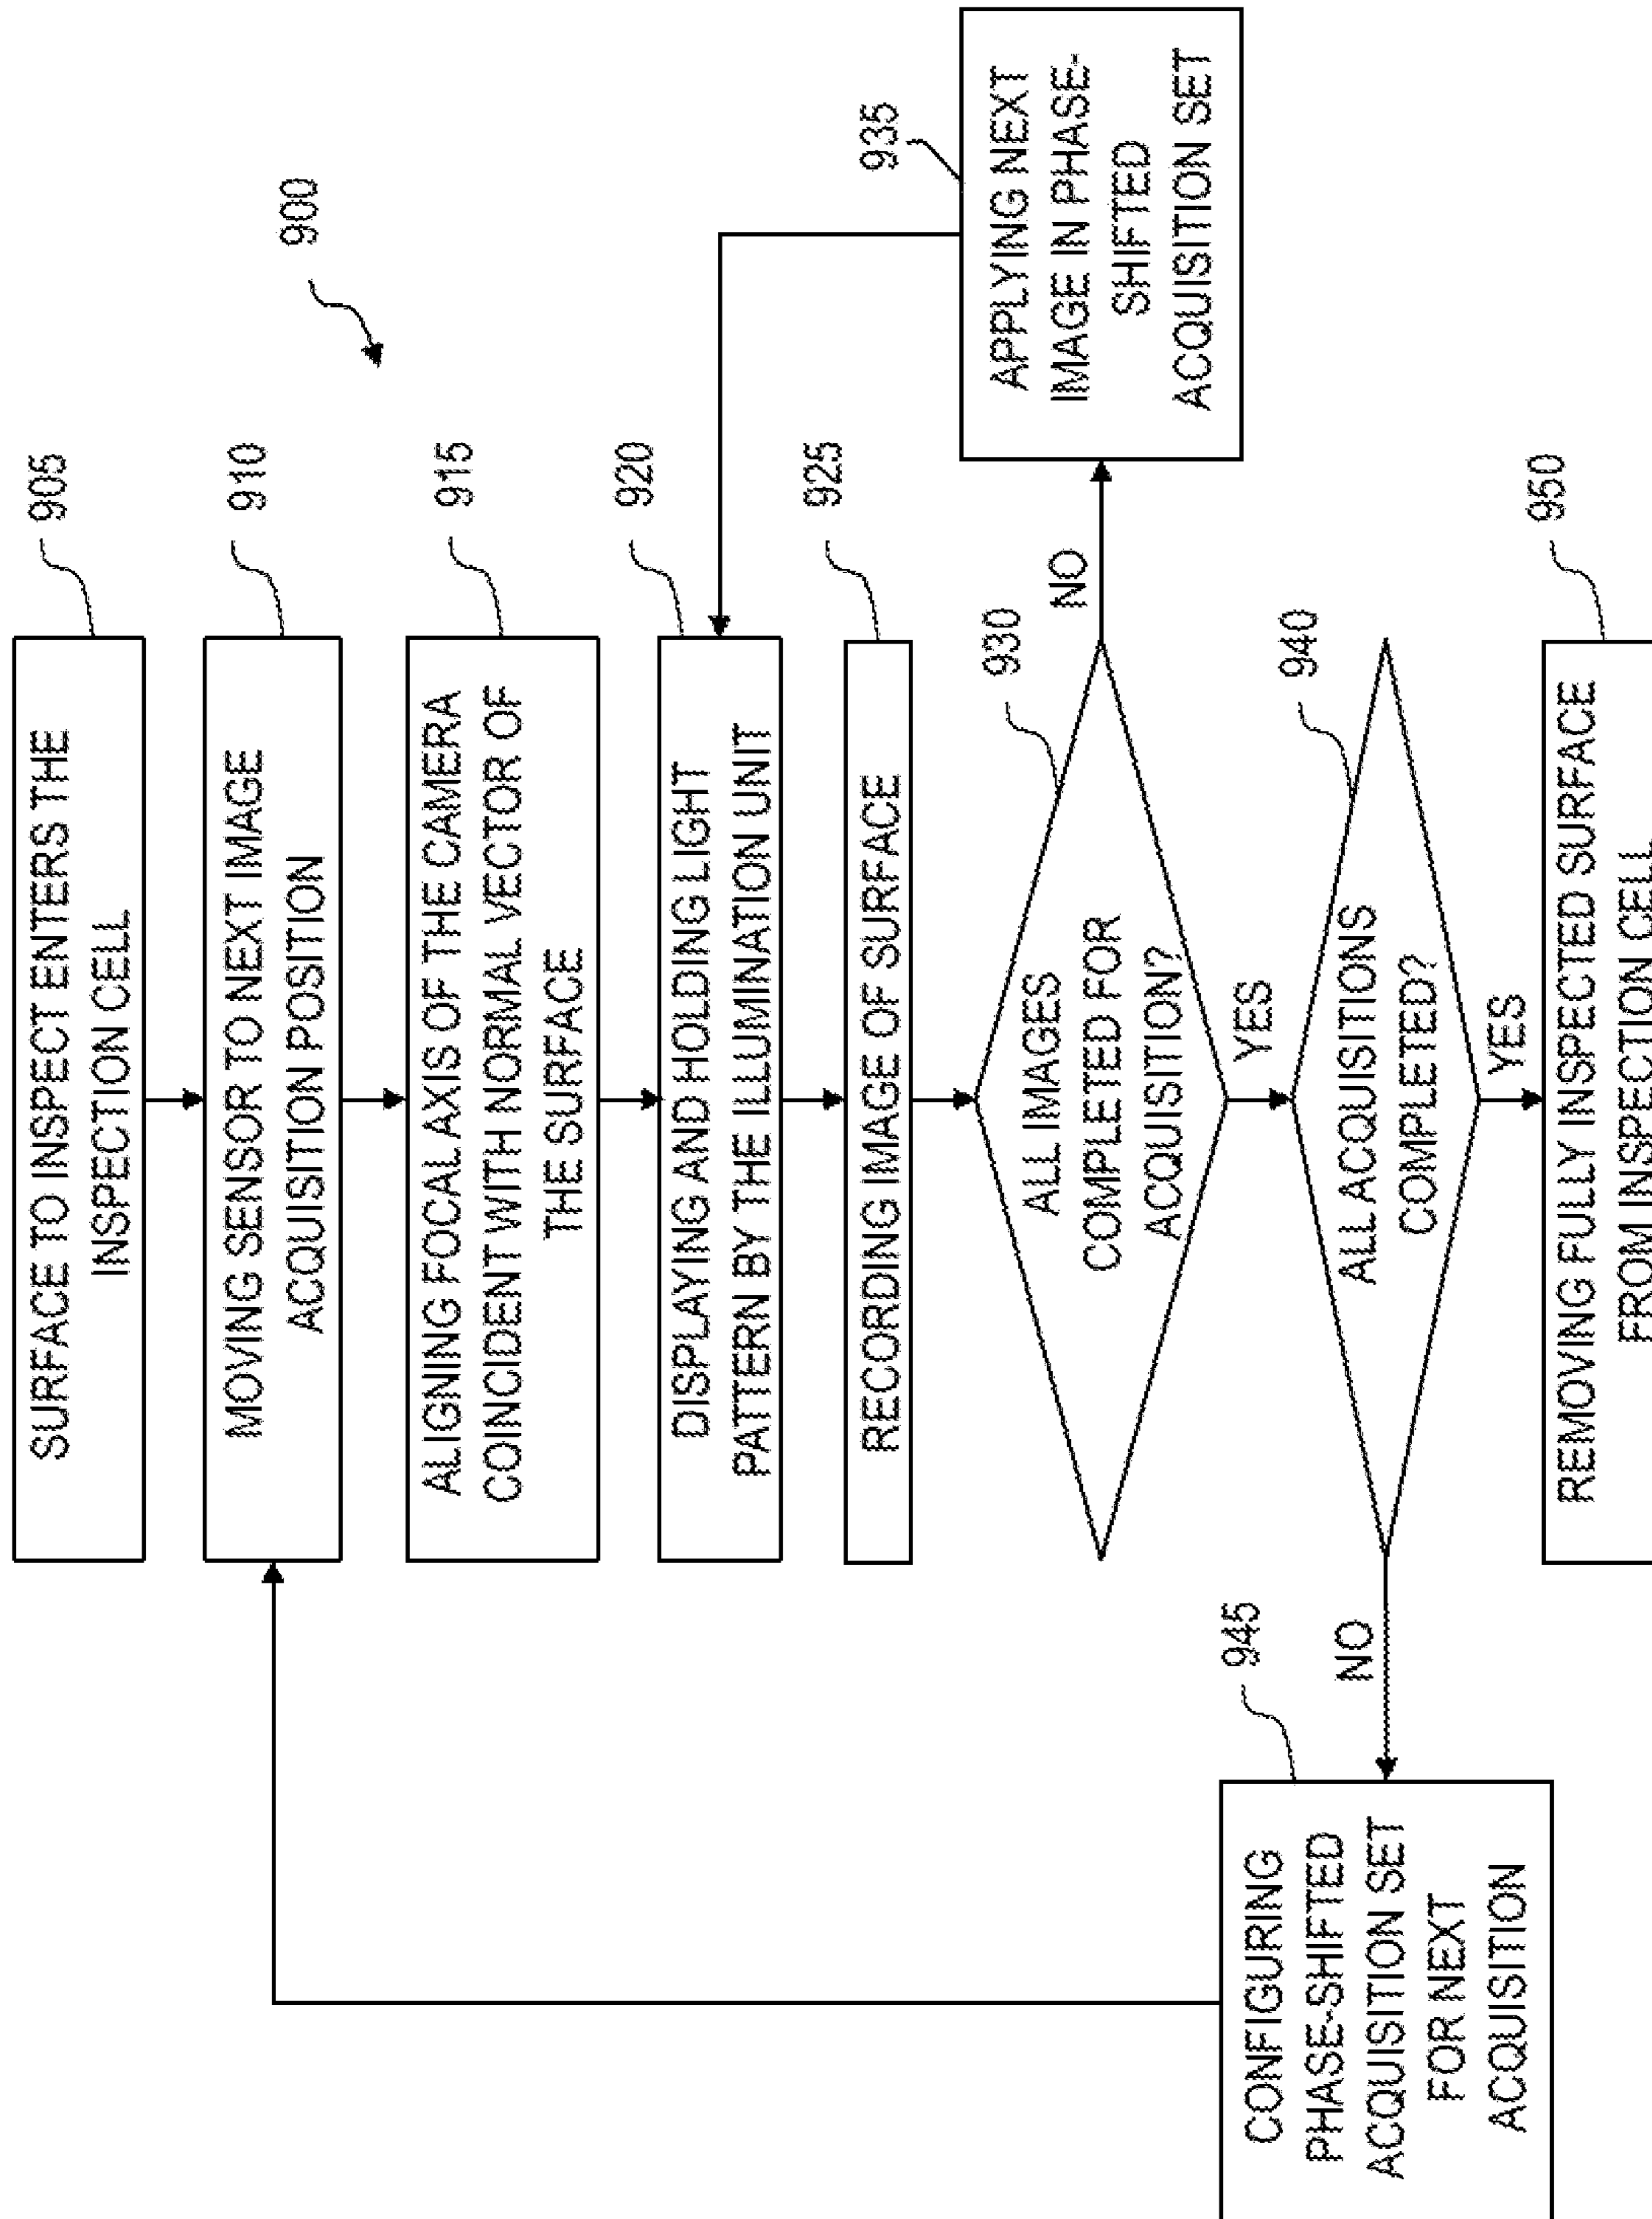 900
SURFACE TO INSPECT ENTERS THE
INSPECTION CELL
905
MOVING SENSOR TO NEXT IMAGE
ACQUISITION POSITION
910
ALIGNING FOCAL AXIS OF THE CAMERA
COINCIDENT WITH NORMAL VECTOR OF
THE SURFACE
915
DISPLAYING AND HOLDING LIGHT
PATTERN BY THE ILLUMINATION UNIT
920
RECORDING IMAGE OF SURFACE
925
ALL IMAGES
COMPLETED FOR
ACQUISITION?
930
NO
APPLYING NEXT
IMAGE IN PHASE-
SHIFTED
ACQUISITION SET
935
YES
ALL ACQUISITIONS
COMPLETED?
940
NO
CONFIGURING
PHASE-SHIFTED
ACQUISITION SET
FOR NEXT
ACQUISITION
945
YES
REMOVING FULLY INSPECTED SURFACE
FROM INSPECTION CELL
950